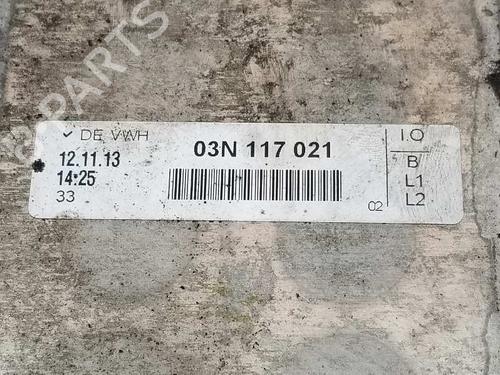 PARTS
✓ DE VWH
12.11.13
14:25
33
03N 117 021
02
I.O
B
L1
L2